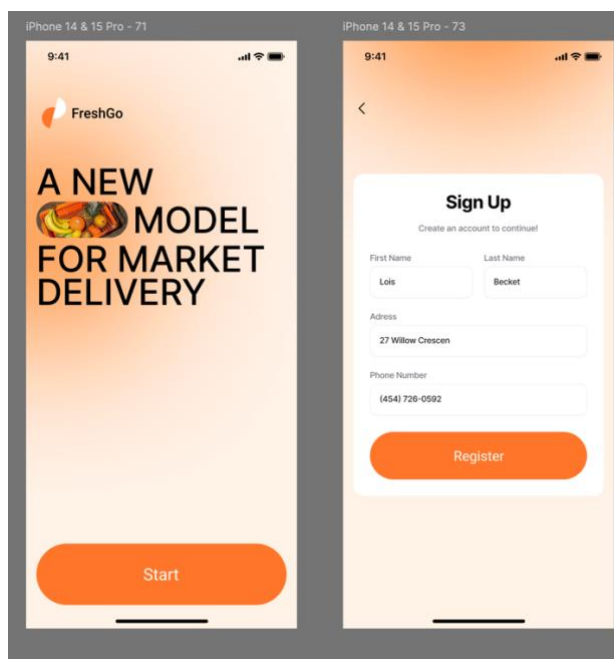 iPhone 14 & 15 Pro - 71
9:41
FreshGo
A NEW
MODEL
FOR MARKET
DELIVERY
Start
iPhone 14 & 15 Pro - 73
9:41
Sign Up
Create an account to continue!
First Name Last Name
Lois Becket
Adress
27 Willow Crescen
Phone Number
(454) 726-0592
Register